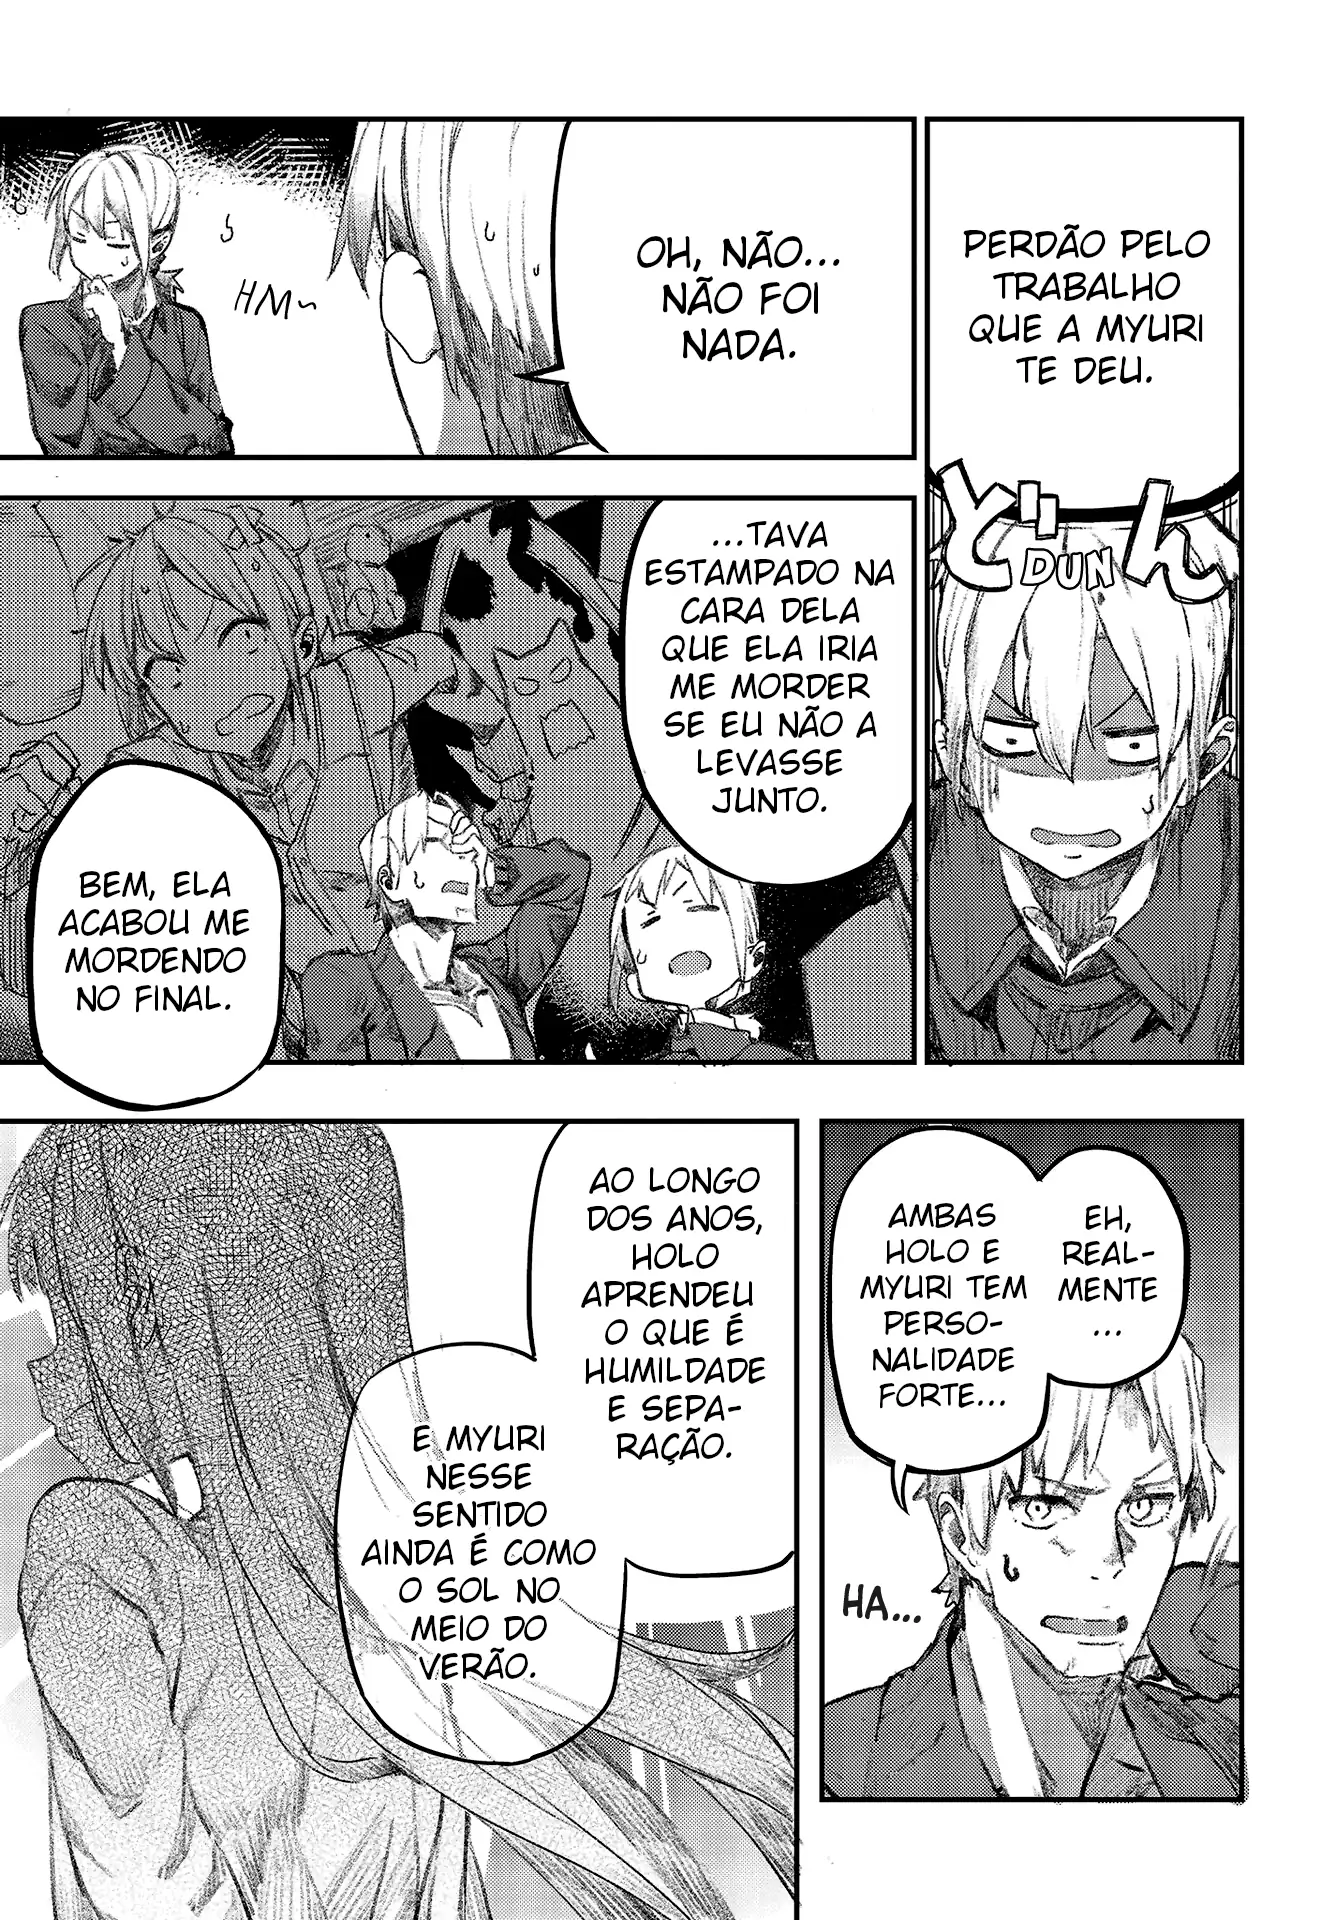 PERDÃO PELO
TRABALHO
QUE A MYURI
TE DEU.
どりん
DUN
OH, NÃO...
NÃO FOI
NADA.
HM~
...TAVA
ESTAMPADO NA
CARA DELA
QUE ELA IRIA
ME MORDER
SE EU NÃO A
LEVASSE
JUNTO.
BEM, ELA
ACABOU ME
MORDENDO
NO FINAL.
EH,
REAL-
MENTE
...
AMBAS
HOLO E
MYURI TEM
PERSO-
NALIDADE
FORTE...
HA...
AO LONGO
DOS ANOS,
HOLO
APRENDEU
O QUE É
HUMILDADE
E SEPA-
RAÇÃO.
E MYURI
NESSE
SENTIDO
AINDA É COMO
O SOL NO
MEIO DO
VERÃO.